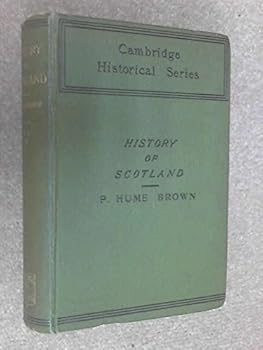 Cambridge
Historical Series
HISTORY
OF
SCOTLAND
P. HUME BROWN